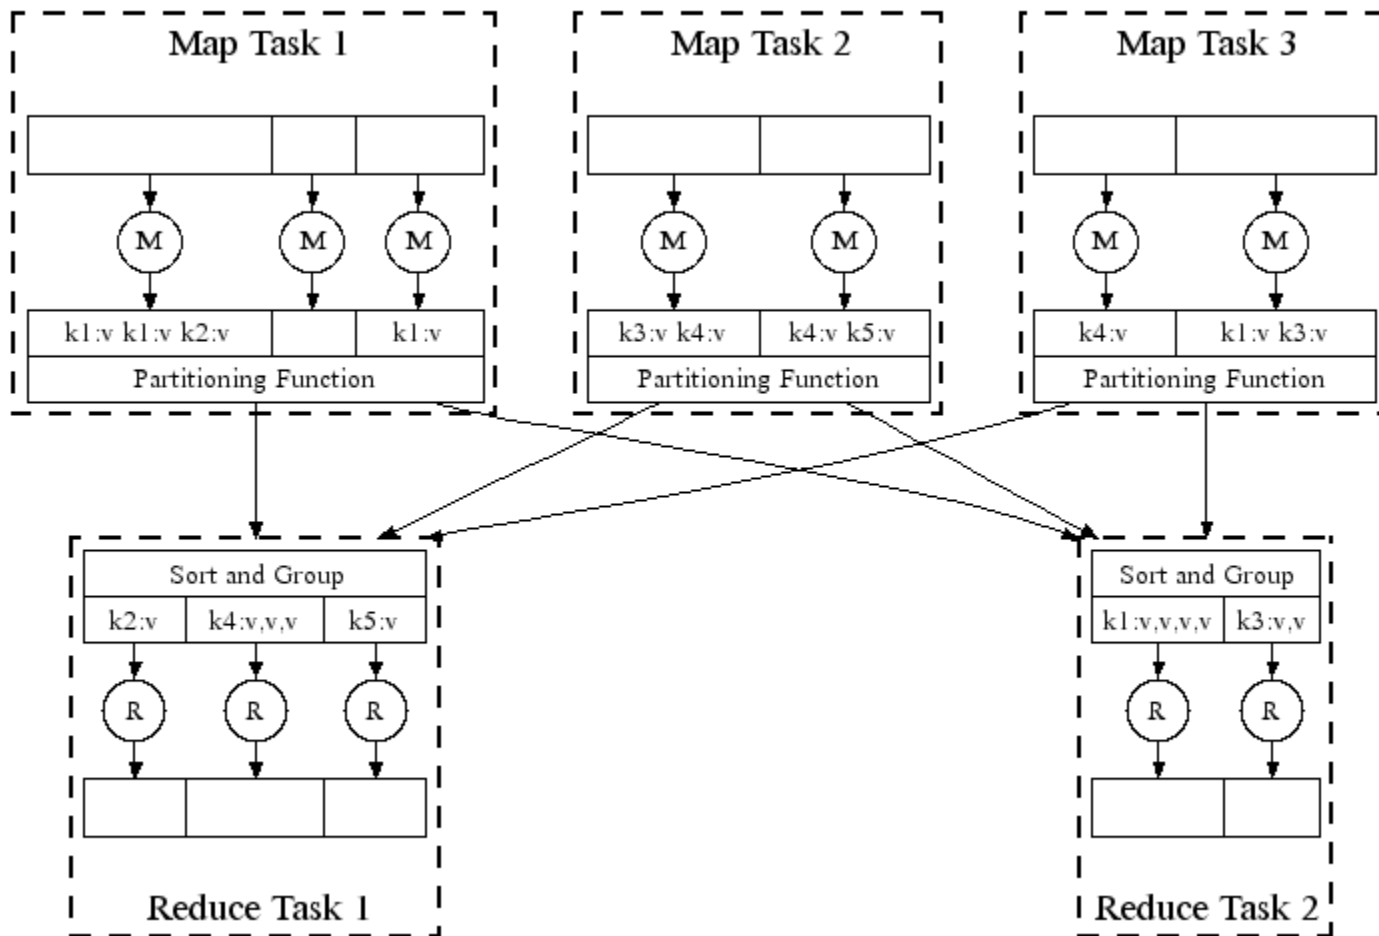 Map Task 1
Map Task 2
Map Task 3
M
M
M
M
M
M
M
k1:v k1:v k2:v
k1:v
k3:v k4:v
k4:v k5:v
k4:v
k1:v k3:v
Partitioning Function
Partitioning Function
Partitioning Function
Sort and Group
Sort and Group
k2:v
k4:v,v,v
k5:v
k1:v,v,v,v
k3:v,v
R
R
R
R
R
Reduce Task 1
Reduce Task 2